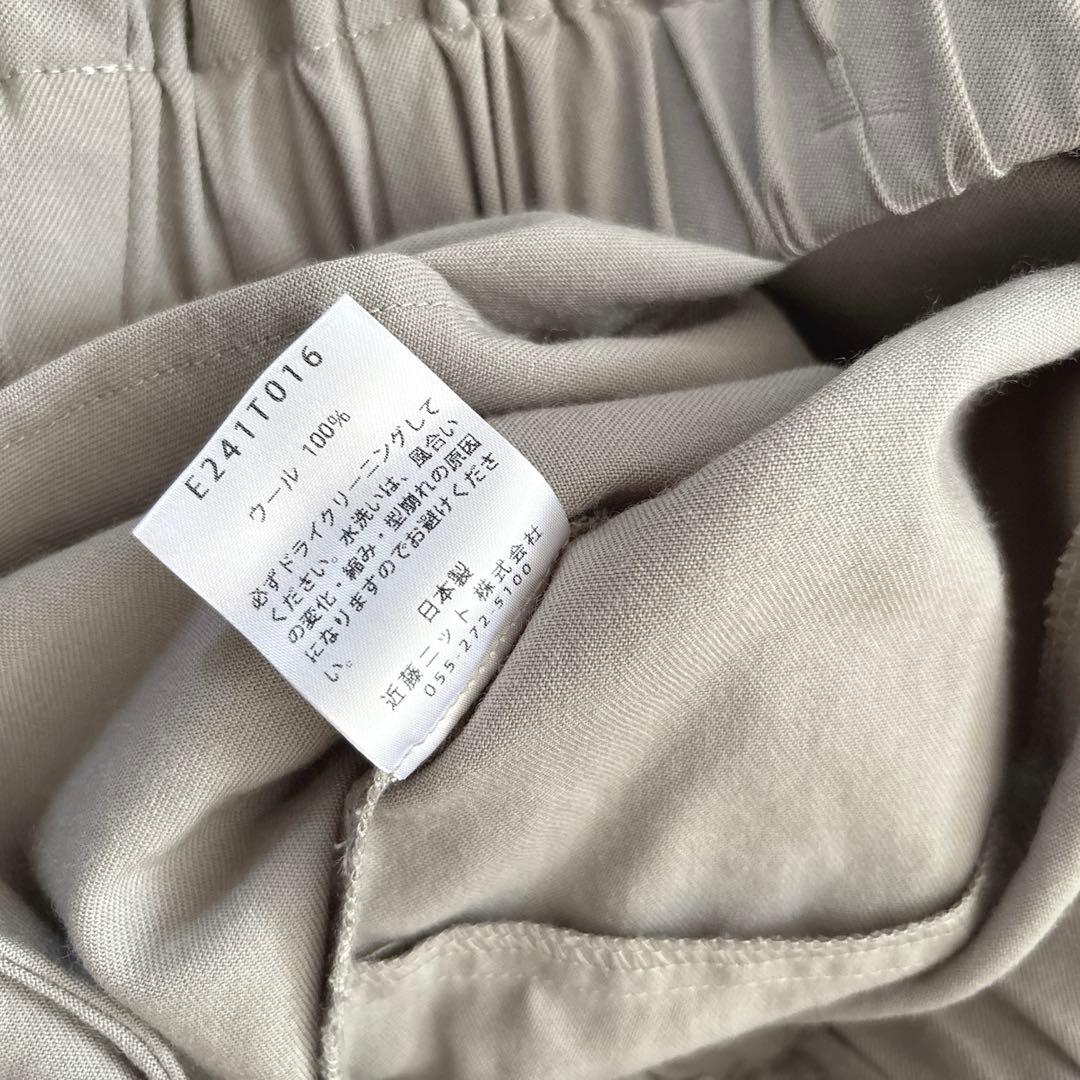 E241T016
ウール 100%
必ずドライクリーニングして
ください。水洗いは、風合い
の変化・縮み・型崩れの原因
になりますのでお避けくださ
い。
日本製
近藤ニット 株式会社
055-272-5100